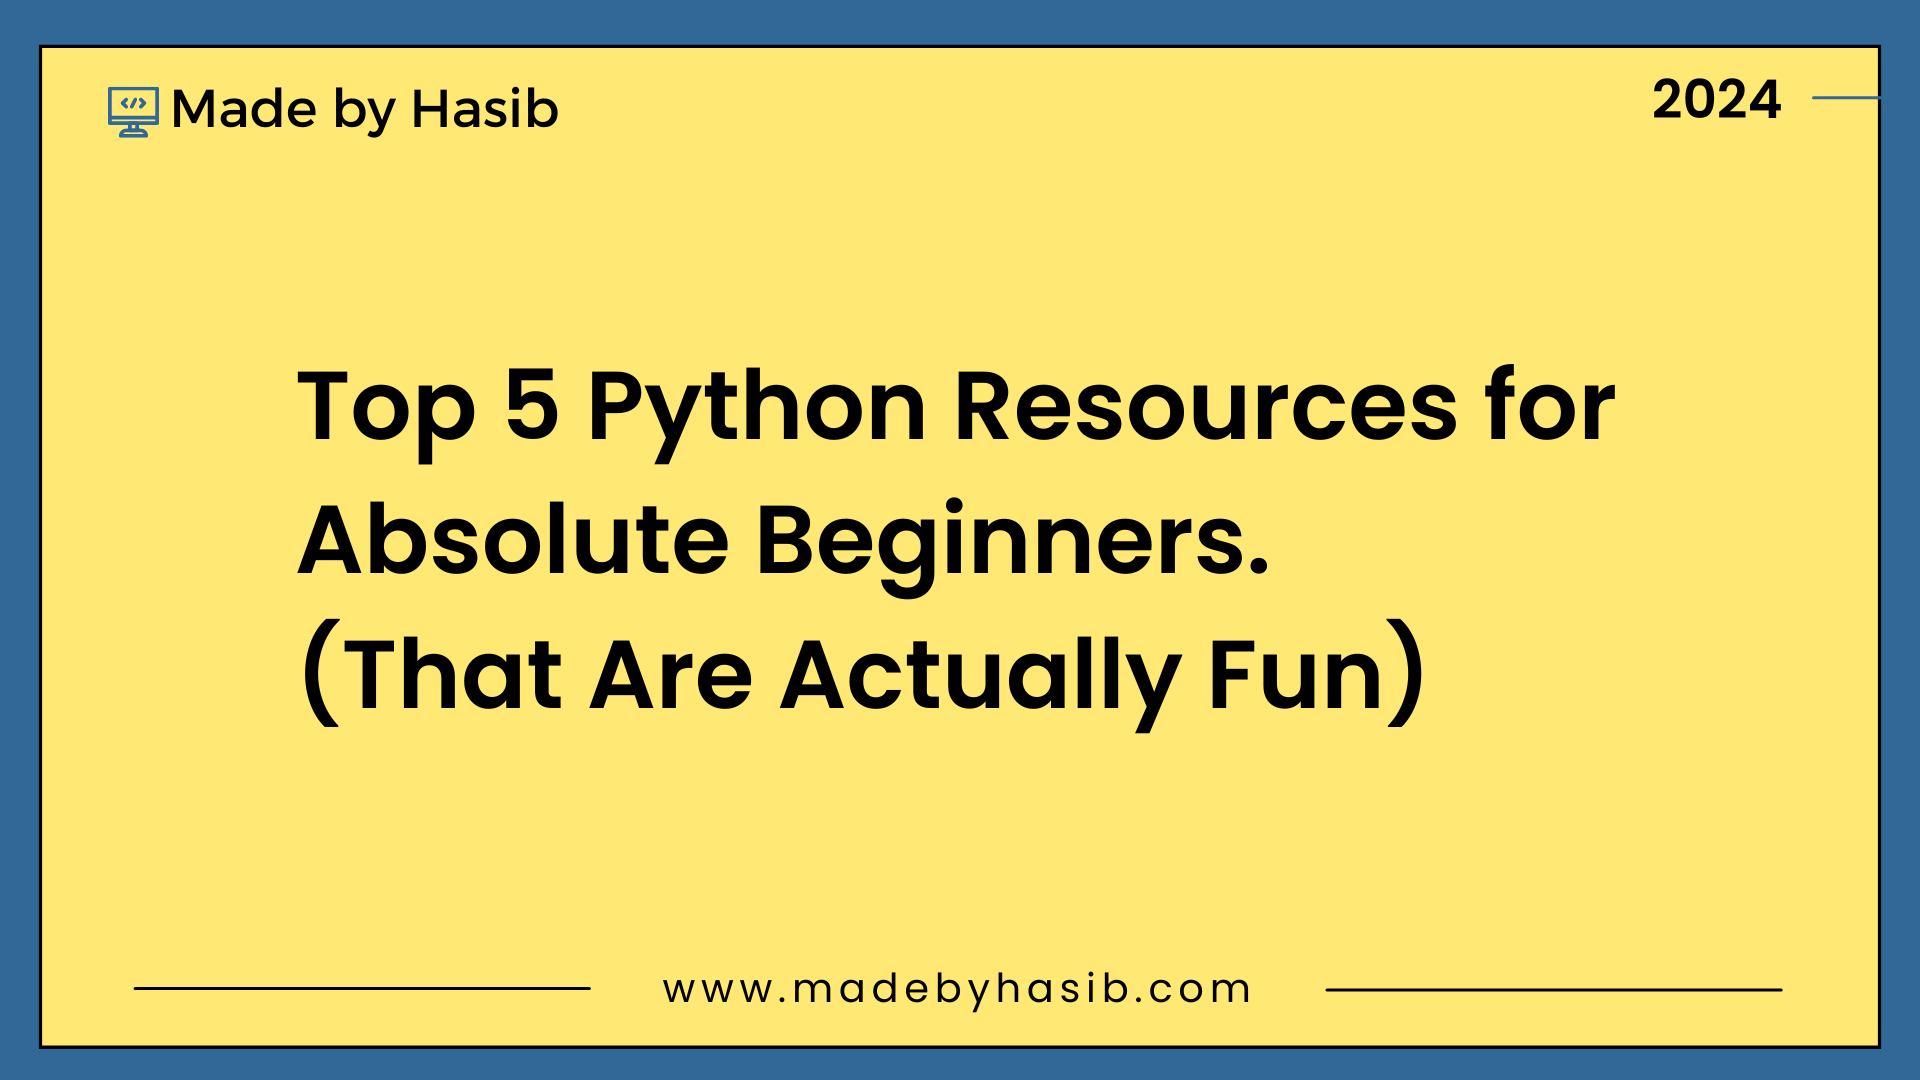 Made by Hasib
2024
Top 5 Python Resources for
Absolute Beginners.
(That Are Actually Fun)
www.madebyhasib.com